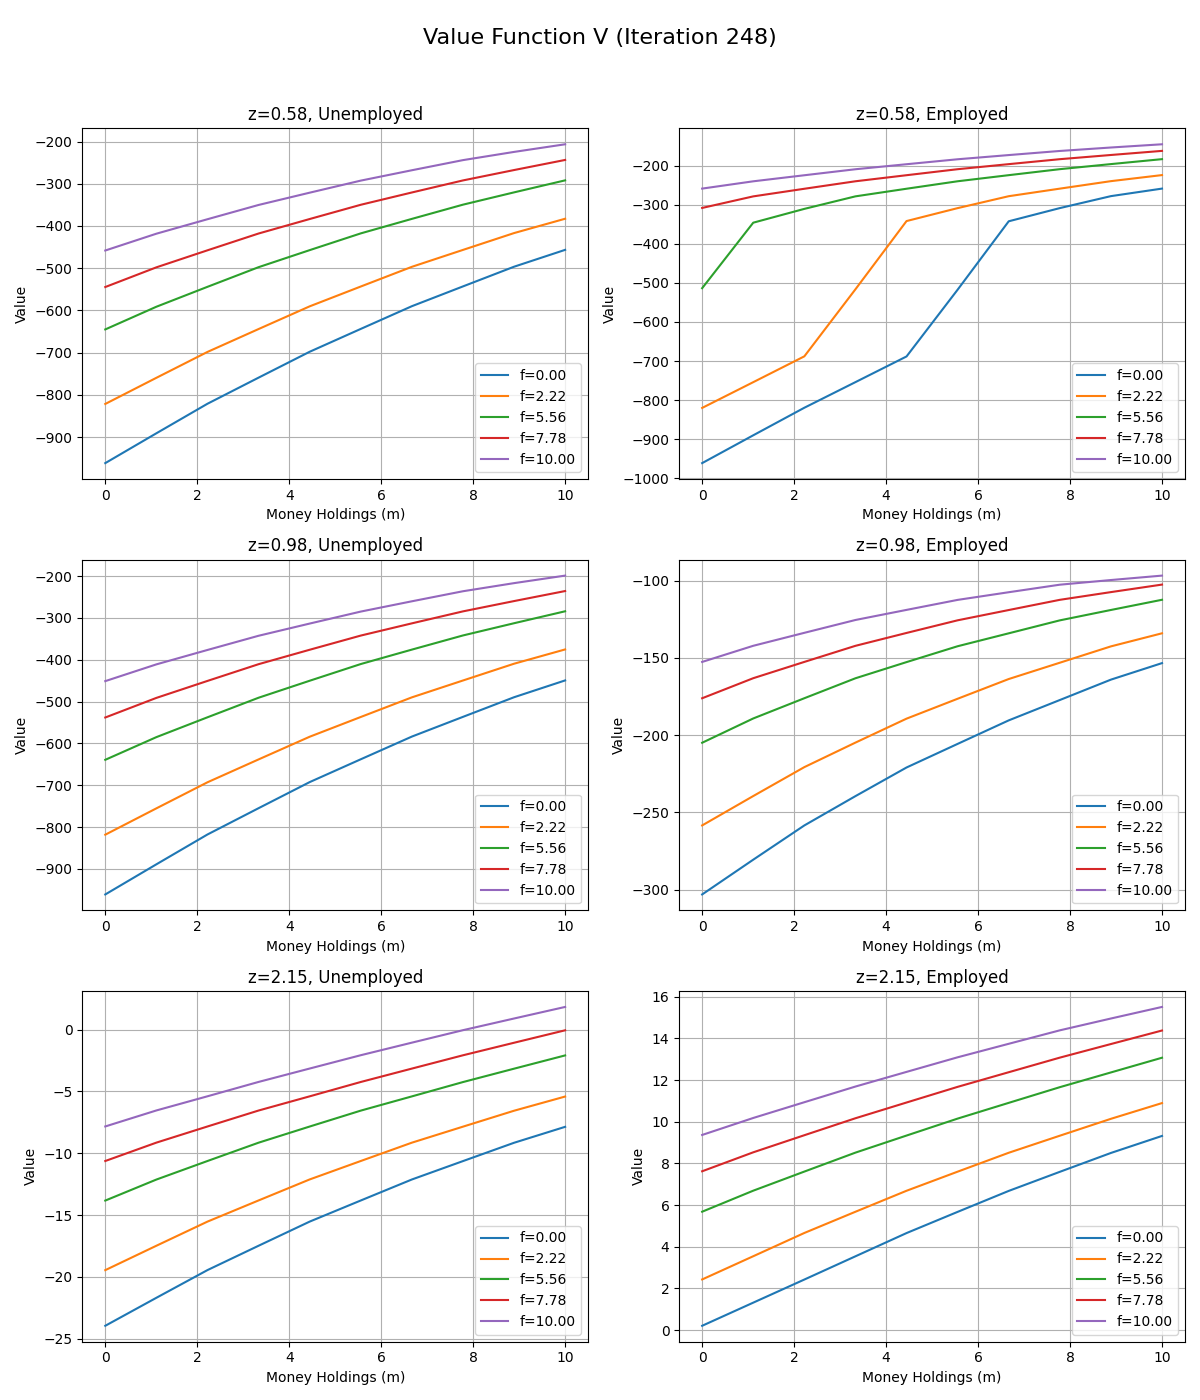 Value Function V (Iteration 248)
z=0.58, Unemployed
−200
−300
−400
−500
−600
−700
−800
−900
Value
0 2 4 6 8 10
Money Holdings (m)
f=0.00
f=2.22
f=5.56
f=7.78
f=10.00
z=0.58, Employed
−200
−300
−400
−500
−600
−700
−800
−900
−1000
Value
0 2 4 6 8 10
Money Holdings (m)
f=0.00
f=2.22
f=5.56
f=7.78
f=10.00
z=0.98, Unemployed
−200
−300
−400
−500
−600
−700
−800
−900
Value
0 2 4 6 8 10
Money Holdings (m)
f=0.00
f=2.22
f=5.56
f=7.78
f=10.00
z=0.98, Employed
−100
−150
−200
−250
−300
Value
0 2 4 6 8 10
Money Holdings (m)
f=0.00
f=2.22
f=5.56
f=7.78
f=10.00
z=2.15, Unemployed
0
−5
−10
−15
−20
−25
Value
0 2 4 6 8 10
Money Holdings (m)
f=0.00
f=2.22
f=5.56
f=7.78
f=10.00
z=2.15, Employed
16
14
12
10
8
6
4
2
0
Value
0 2 4 6 8 10
Money Holdings (m)
f=0.00
f=2.22
f=5.56
f=7.78
f=10.00